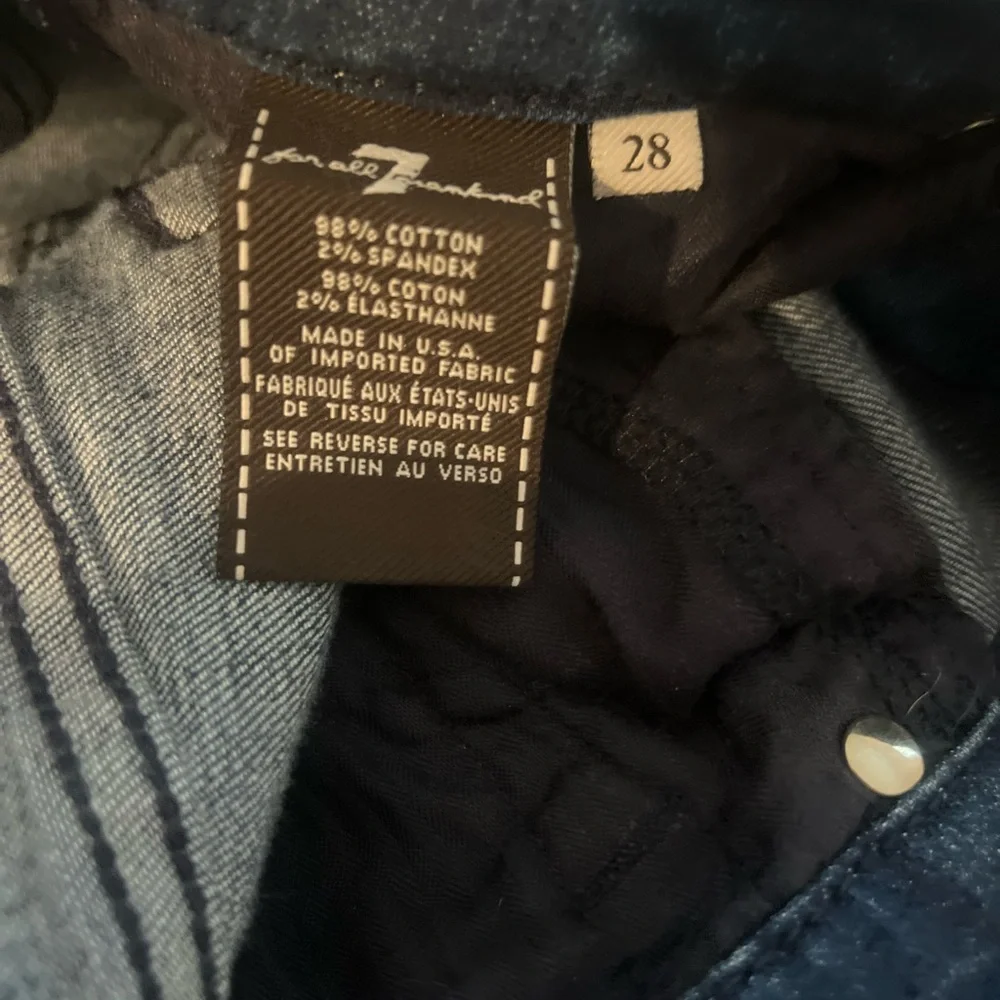 for all 7 mankind
28
98% COTTON
2% SPANDEX
98% COTON
2% ÉLASTHANNE
MADE IN U.S.A.
OF IMPORTED FABRIC
FABRIQUÉ AUX ÉTATS-UNIS
DE TISSU IMPORTÉ
SEE REVERSE FOR CARE
ENTRETIEN AU VERSO